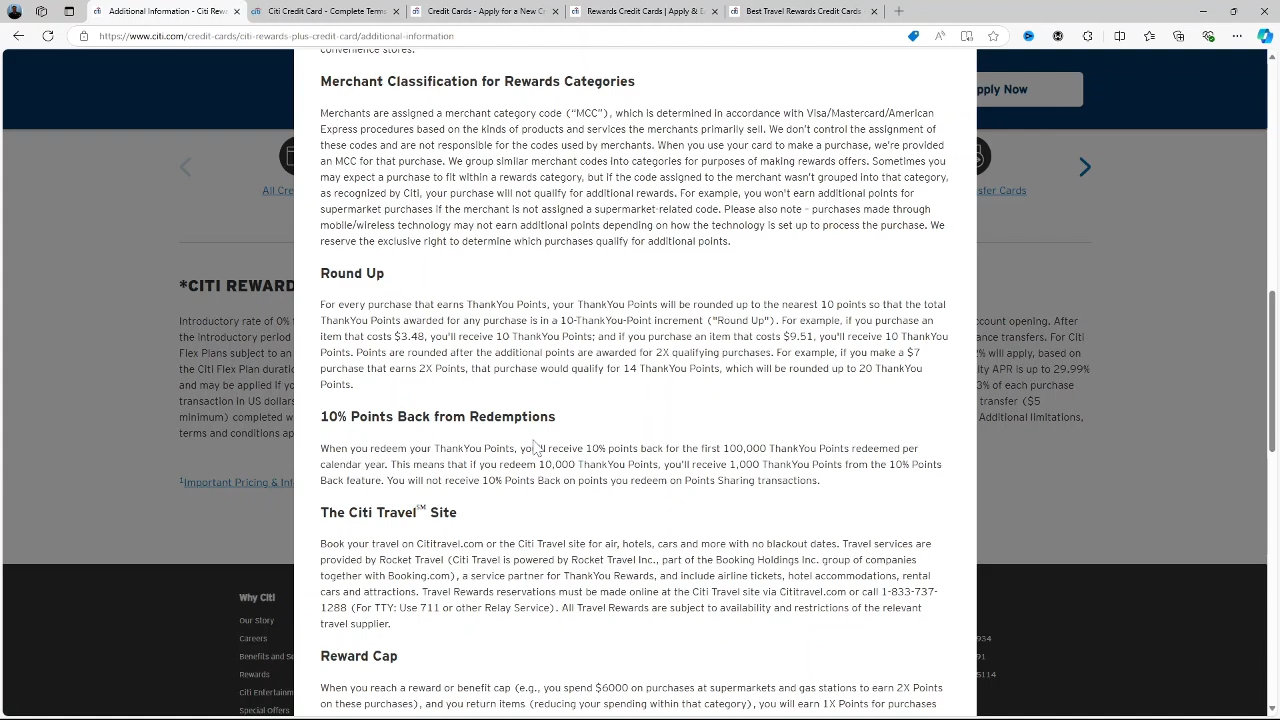 Additional Information - Citi Rewa
Citi Credit Card - Complete Terms
Citi Credit Cards - Apply for a New C
Rewards Credit Cards | Apply & E
Best Travel Rewards Credit Cards
https://www.citi.com/credit-cards/citi-rewards-plus-credit-card/additional-information
convenience stores.
Merchant Classification for Rewards Categories
pply Now
Merchants are assigned a merchant category code (“MCC”), which is determined in accordance with Visa/Mastercard/American
Express procedures based on the kinds of products and services the merchants primarily sell. We don’t control the assignment of
these codes and are not responsible for the codes used by merchants. When you use your card to make a purchase, we’re provided
an MCC for that purchase. We group similar merchant codes into categories for purposes of making rewards offers. Sometimes you
may expect a purchase to fit within a rewards category, but if the code assigned to the merchant wasn’t grouped into that category,
as recognized by Citi, your purchase will not qualify for additional rewards. For example, you won’t earn additional points for
supermarket purchases if the merchant is not assigned a supermarket-related code. Please also note – purchases made through
mobile/wireless technology may not earn additional points depending on how the technology is set up to process the purchase. We
reserve the exclusive right to determine which purchases qualify for additional points.
All Cre
sfer Cards
Round Up
For every purchase that earns ThankYou Points, your ThankYou Points will be rounded up to the nearest 10 points so that the total
ThankYou Points awarded for any purchase is in a 10-ThankYou-Point increment ("Round Up"). For example, if you purchase an
item that costs $3.48, you'll receive 10 ThankYou Points; and if you purchase an item that costs $9.51, you'll receive 10 ThankYou
Points. Points are rounded after the additional points are awarded for 2X qualifying purchases. For example, if you make a $7
purchase that earns 2X Points, that purchase would qualify for 14 ThankYou Points, which will be rounded up to 20 ThankYou
Points.
10% Points Back from Redemptions
When you redeem your ThankYou Points, you'll receive 10% points back for the first 100,000 ThankYou Points redeemed per
calendar year. This means that if you redeem 10,000 ThankYou Points, you’ll receive 1,000 ThankYou Points from the 10% Points
Back feature. You will not receive 10% Points Back on points you redeem on Points Sharing transactions.
The Citi Travel℠ Site
Book your travel on Cititravel.com or the Citi Travel site for air, hotels, cars and more with no blackout dates. Travel services are
provided by Rocket Travel (Citi Travel is powered by Rocket Travel Inc., part of the Booking Holdings Inc. group of companies
together with Booking.com), a service partner for ThankYou Rewards, and include airline tickets, hotel accommodations, rental
cars and attractions. Travel Rewards reservations must be made online at the Citi Travel site via Cititravel.com or call 1-833-737-
1288 (For TTY: Use 711 or other Relay Service). All Travel Rewards are subject to availability and restrictions of the relevant
travel supplier.
Reward Cap
When you reach a reward or benefit cap (e.g., you spend $6000 on purchases at supermarkets and gas stations to earn 2X Points
on these purchases), and you return items (reducing your spending within the category), you will earn 1X Points for purchases
*CITI REWARD
Introductory rate of 0%
the introductory period
Flex Plans subject to an
the Citi Flex Plan duratio
and may be applied if yo
transaction in US dollars
minimum) completed w
terms and conditions ap
count opening. After
ance transfers. For Citi
% will apply, based on
ity APR is up to 29.99%
3% of each purchase
transfer ($5
Additional limitations,
1Important Pricing & Inf
Why Citi
Our Story
Careers
Benefits and Se
Rewards
Citi Entertainm
Special Offers
934
91
5114